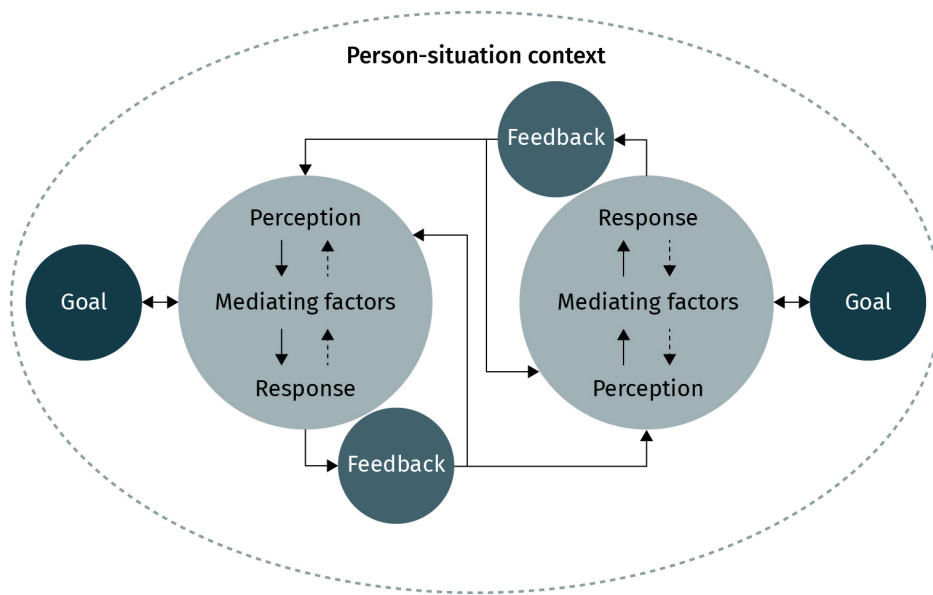 Person-situation context
Feedback
Perception
Mediating factors
Response
Goal
Feedback
Response
Mediating factors
Perception
Goal